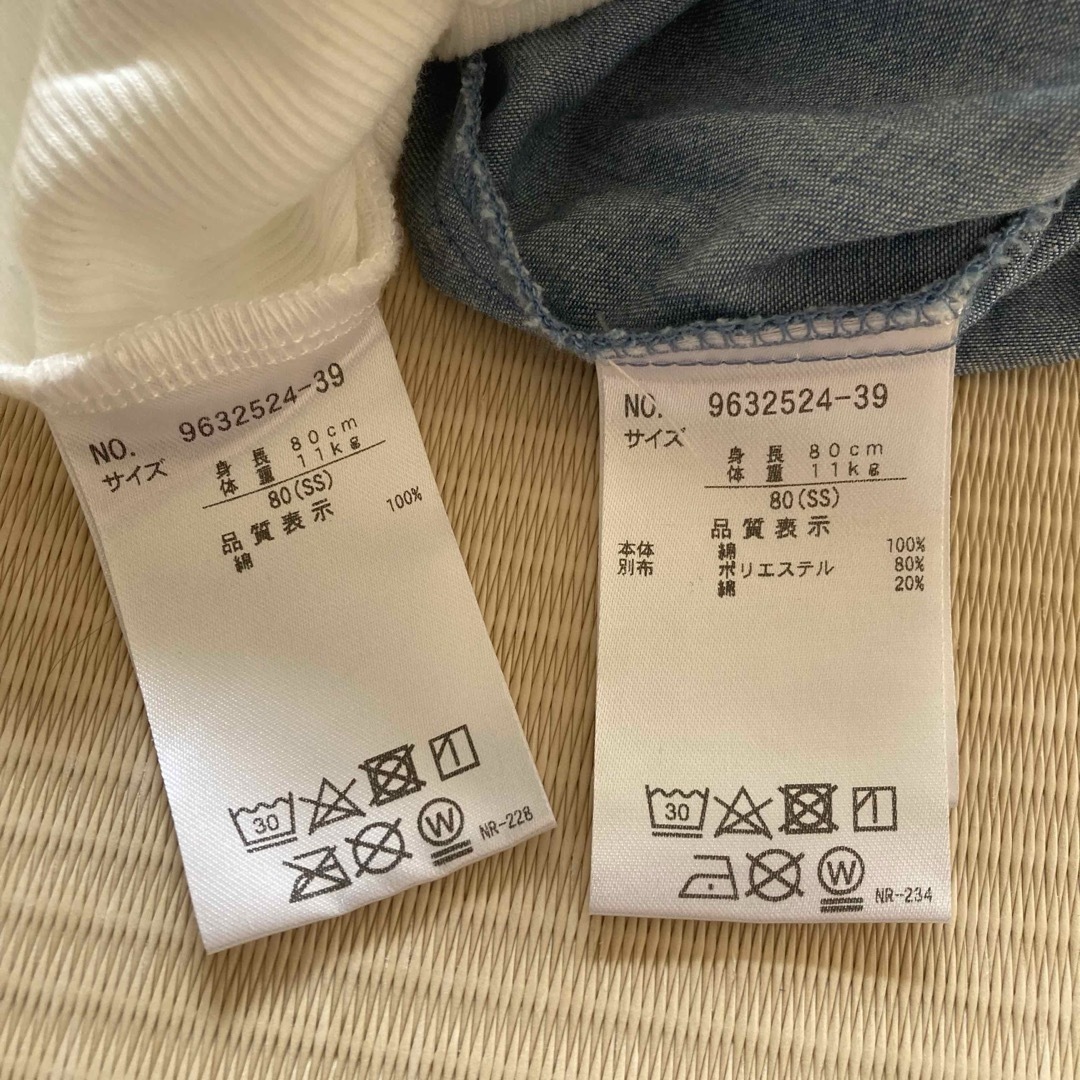 NO. 9632524-39
サイズ
身長 80cm
体重 11kg
80(SS)
品質表示
綿 100%
30
W
NR-228
NO. 9632524-39
サイズ
身長 80cm
体重 11kg
80(SS)
品質表示
本体 綿 100%
別布 ポリエステル 80%
綿 20%
30
W
NR-234